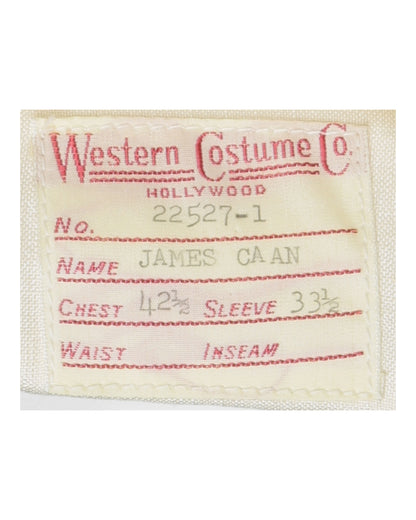 Western Costume Co.
HOLLYWOOD
No. 22527-1
NAME JAMES CAAN
CHEST 42½ SLEEVE 33½
WAIST INSEAM